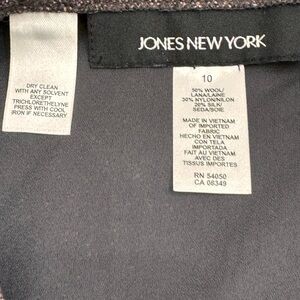 JONES NEW YORK
DRY CLEAN
WITH ANY SOLVENT
EXCEPT
TRICHLORETHELYNE
PRESS WITH COOL
IRON IF NECESSARY
10
50% WOOL/
LANA/LAINE
30% NYLON/NILON
20% SILK/
SEDA/SOIE
MADE IN VIETNAM
OF IMPORTED
FABRIC
HECHO EN VIETNAM
CON TELA
IMPORTADA
FAIT AU VIETNAM
AVEC DES
TISSUS IMPORTES
RN 54050
CA 06349